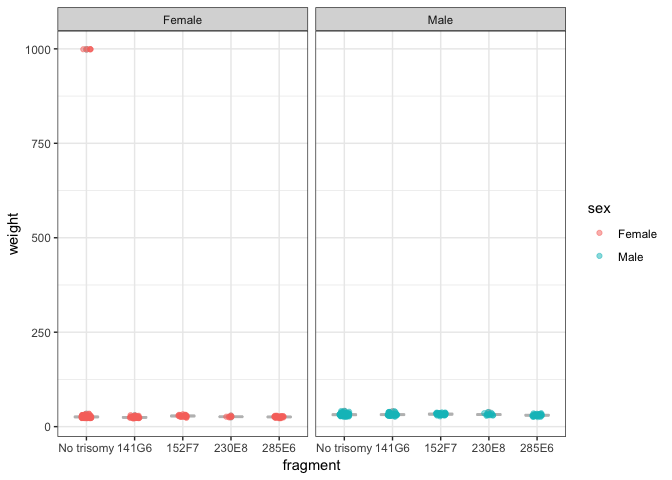 Female
Male
1000
750
500
250
0
weight
No trisomy 141G6 152F7 230E8 285E6
No trisomy 141G6 152F7 230E8 285E6
fragment
sex
Female
Male